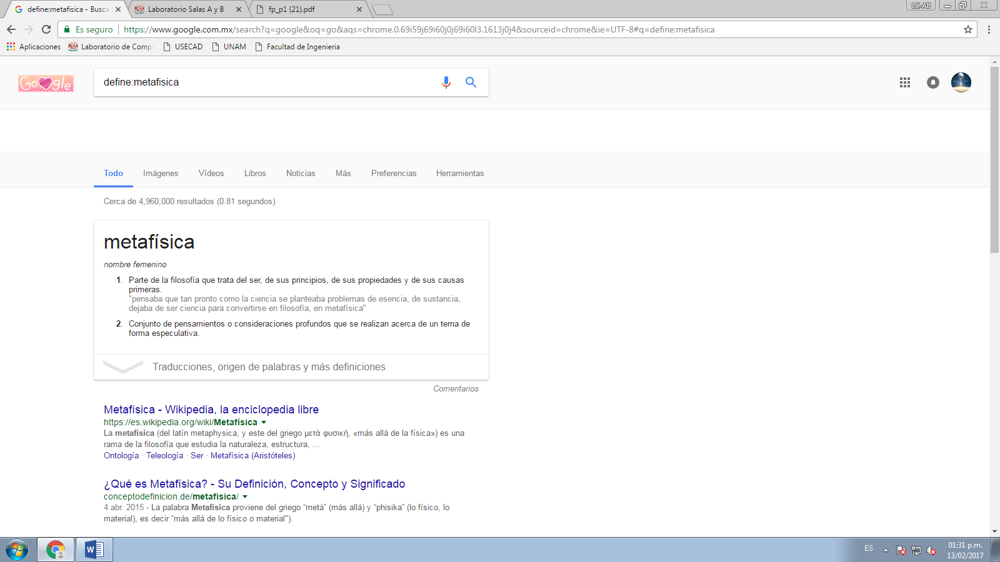 define:metafisica - Busca
Laboratorio Salas A y B
fp_p1 (21).pdf
LC-AB
Es seguro
https://www.google.com.mx/search?q=google&oq=go&aqs=chrome.0.69i59j69i60j0j69i60l3.1613j0j4&sourceid=chrome&ie=UTF-8#q=define:metafisica
Aplicaciones
Laboratorio de Compu
USECAD
UNAM
Facultad de Ingenieria
Google
define:metafisica
Todo
Imágenes
Vídeos
Libros
Noticias
Más
Preferencias
Herramientas
Cerca de 4,960,000 resultados (0.81 segundos)
metafísica
nombre femenino
1. Parte de la filosofía que trata del ser, de sus principios, de sus propiedades y de sus causas
primeras.
"pensaba que tan pronto como la ciencia se planteaba problemas de esencia, de sustancia,
dejaba de ser ciencia para convertirse en filosofía, en metafísica"
2. Conjunto de pensamientos o consideraciones profundos que se realizan acerca de un tema de
forma especulativa.
Traducciones, origen de palabras y más definiciones
Comentarios
Metafísica - Wikipedia, la enciclopedia libre
https://es.wikipedia.org/wiki/Metafísica
La metafísica (del latín metaphysica, y este del griego μετὰ φυσική, «más allá de la física») es una
rama de la filosofía que estudia la naturaleza, estructura, ...
Ontología · Teleología · Ser · Metafísica (Aristóteles)
¿Qué es Metafísica? - Su Definición, Concepto y Significado
conceptodefinicion.de/metafisica/
4 abr. 2015 - La palabra Metafísica proviene del griego “metá” (más allá) y “phisika” (lo físico, lo
material), es decir “más allá de lo físico o material").
ES
01:31 p.m.
13/02/2017